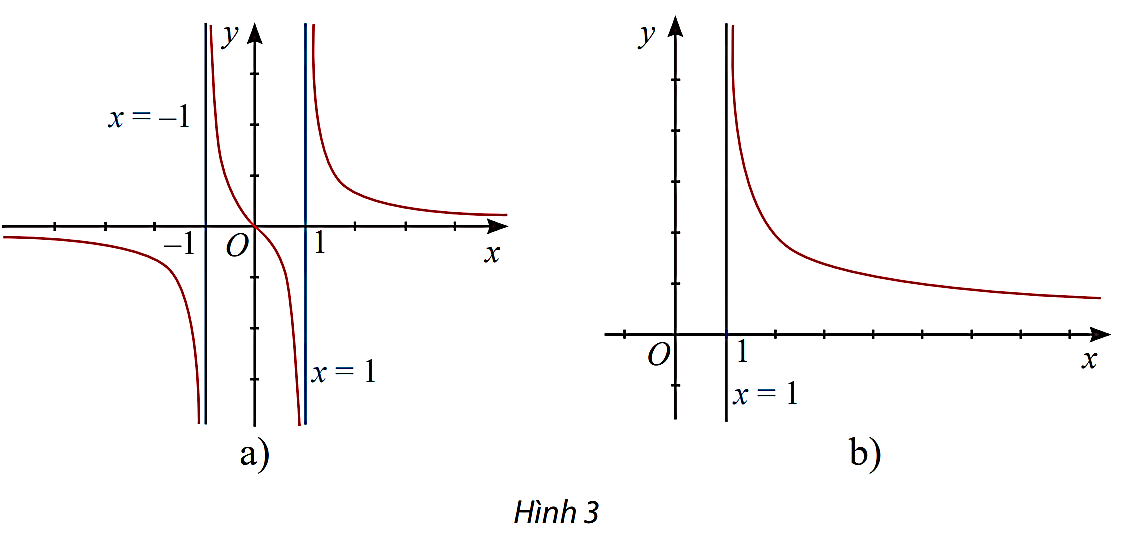 y
x = –1
–1
O
1
x
x = 1
a)
y
O
1
x
x = 1
b)
Hình 3